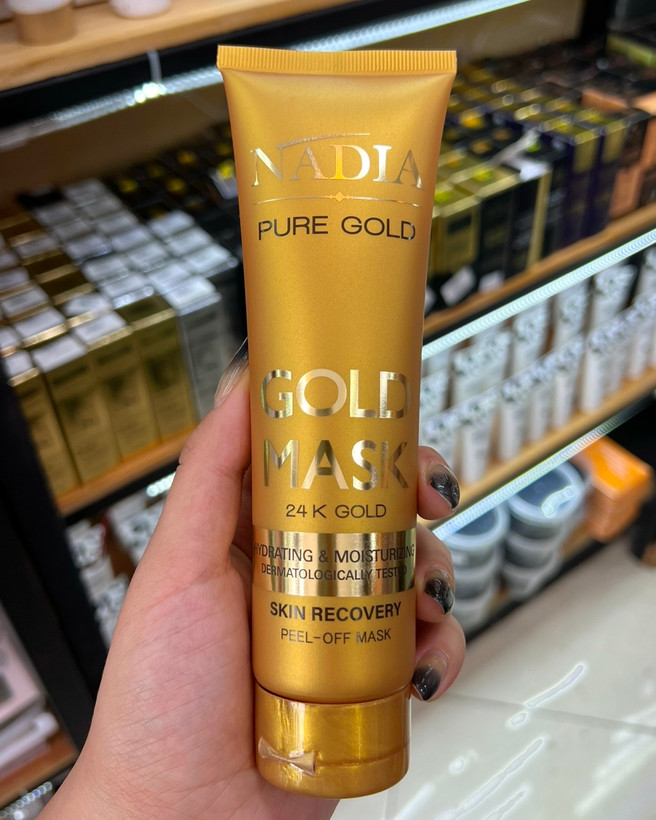 NADIA
PURE GOLD
GOLD
MASK
24 K GOLD
HYDRATING & MOISTURIZING
DERMATOLOGICALLY TESTED
SKIN RECOVERY
PEEL-OFF MASK